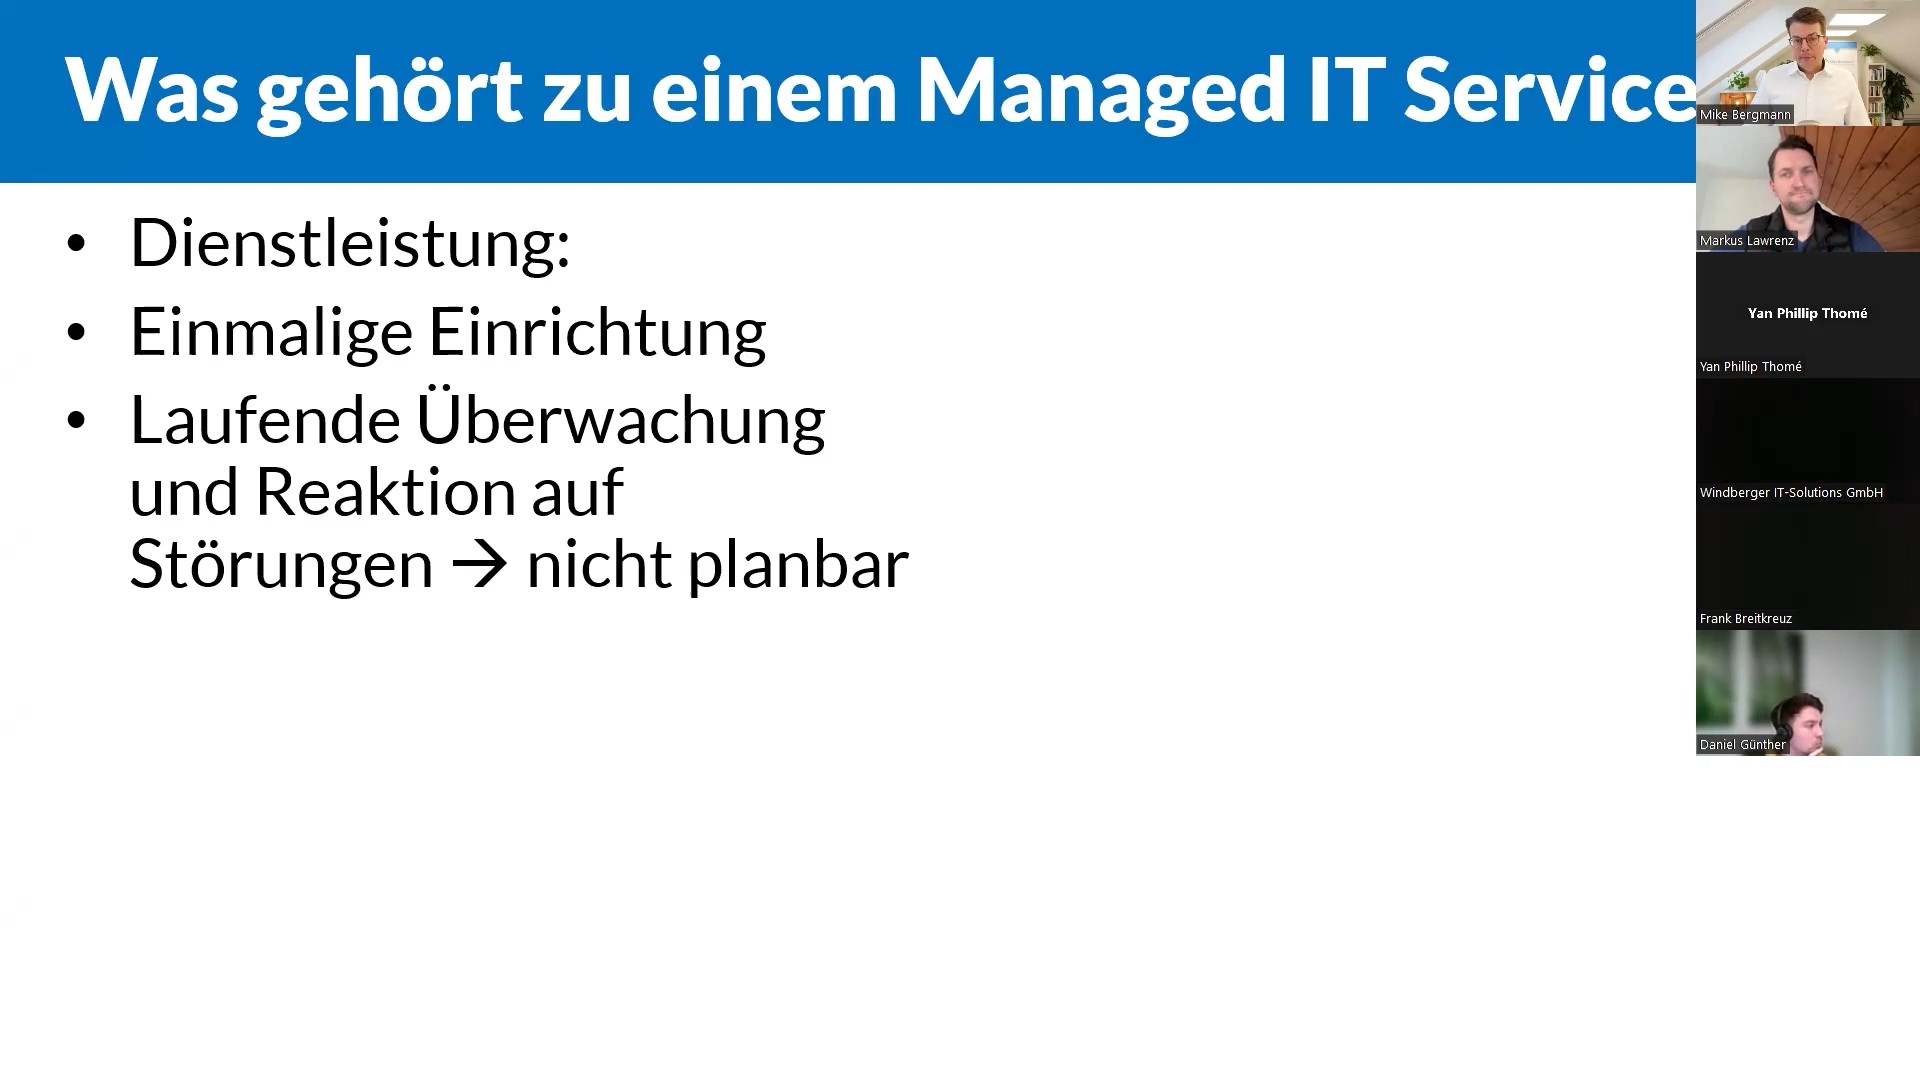 Was gehört zu einem Managed IT Service
• Dienstleistung:
• Einmalige Einrichtung
• Laufende Überwachung
und Reaktion auf
Störungen → nicht planbar
Mike Bergmann
Markus Lawrenz
Yan Phillip Thomé
Yan Phillip Thomé
Windberger IT-Solutions GmbH
Frank Breitkreuz
Daniel Günther